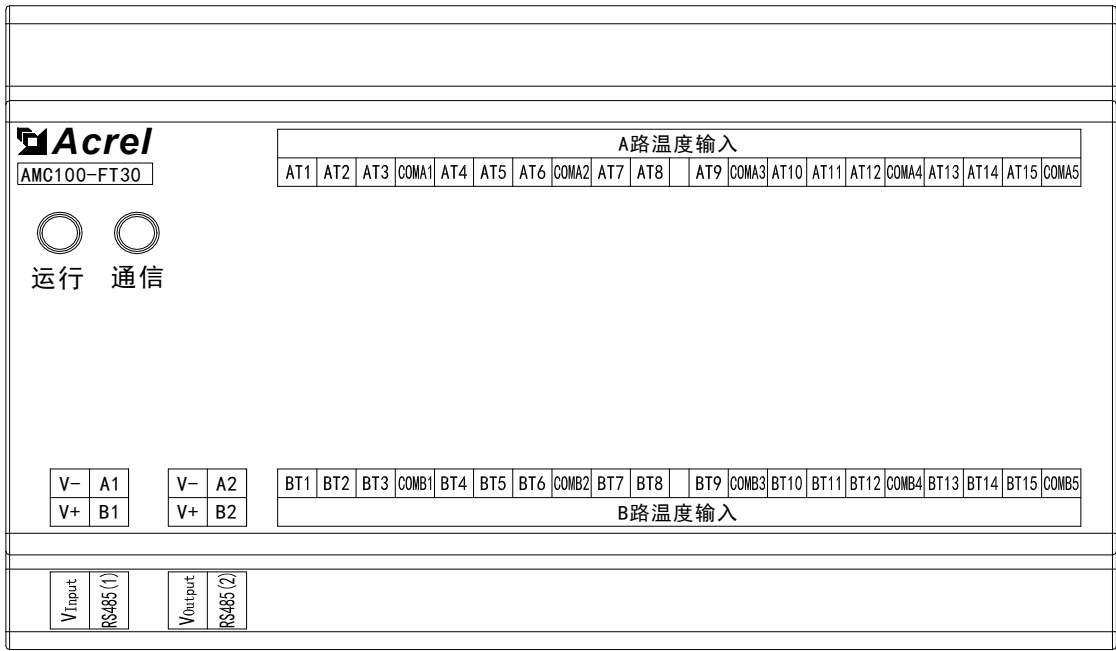 Acrel
AMC100-FT30
运行 通信
A路温度输入
AT1 AT2 AT3 COMA1 AT4 AT5 AT6 COMA2 AT7 AT8 AT9 COMA3 AT10 AT11 AT12 COMA4 AT13 AT14 AT15 COMA5
V- A1 V- A2 BT1 BT2 BT3 COMB1 BT4 BT5 BT6 COMB2 BT7 BT8 BT9 COMB3 BT10 BT11 BT12 COMB4 BT13 BT14 BT15 COMB5
V+ B1 V+ B2 B路温度输入
VInput RS485(1) VOutput RS485(2)